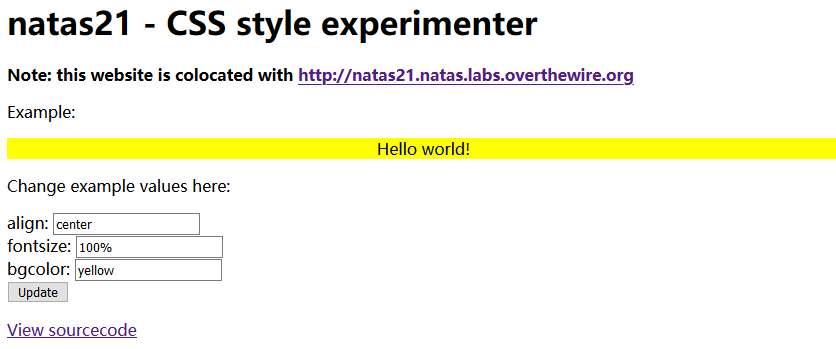 natas21 - CSS style experimenter
Note: this website is colocated with http://natas21.natas.labs.overthewire.org
Example:
Hello world!
Change example values here:
align: center
fontsize: 100%
bgcolor: yellow
Update
View sourcecode